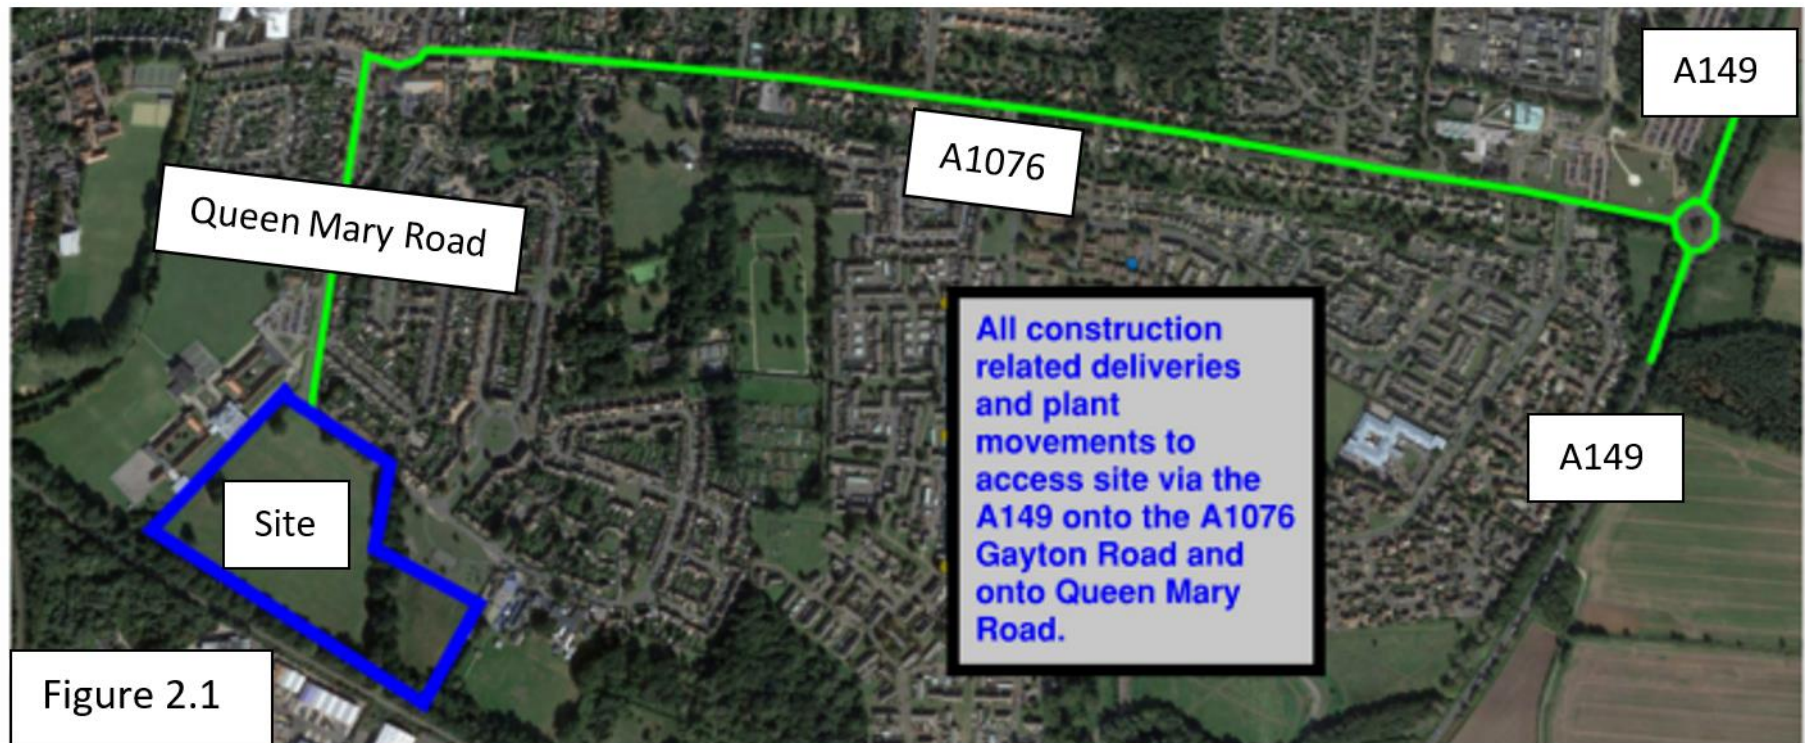 A149
A1076
Queen Mary Road
All construction
related deliveries
and plant
movements to
access site via the
A149 onto the A1076
Gayton Road and
onto Queen Mary
Road.
A149
Site
Figure 2.1